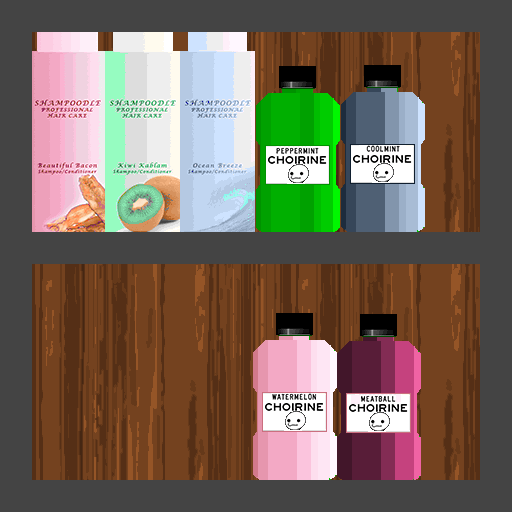 SHAMPOODLE
PROFESSIONAL
HAIR CARE
Beautiful Bacon
Shampoo/Conditioner
SHAMPOODLE
PROFESSIONAL
HAIR CARE
Kiwi Kablam
Shampoo/Conditioner
SHAMPOODLE
PROFESSIONAL
HAIR CARE
Ocean Breeze
Shampoo/Conditioner
PEPPERMINT
CHOIRINE
COOLMINT
CHOIRINE
WATERMELON
CHOIRINE
MEATBALL
CHOIRINE